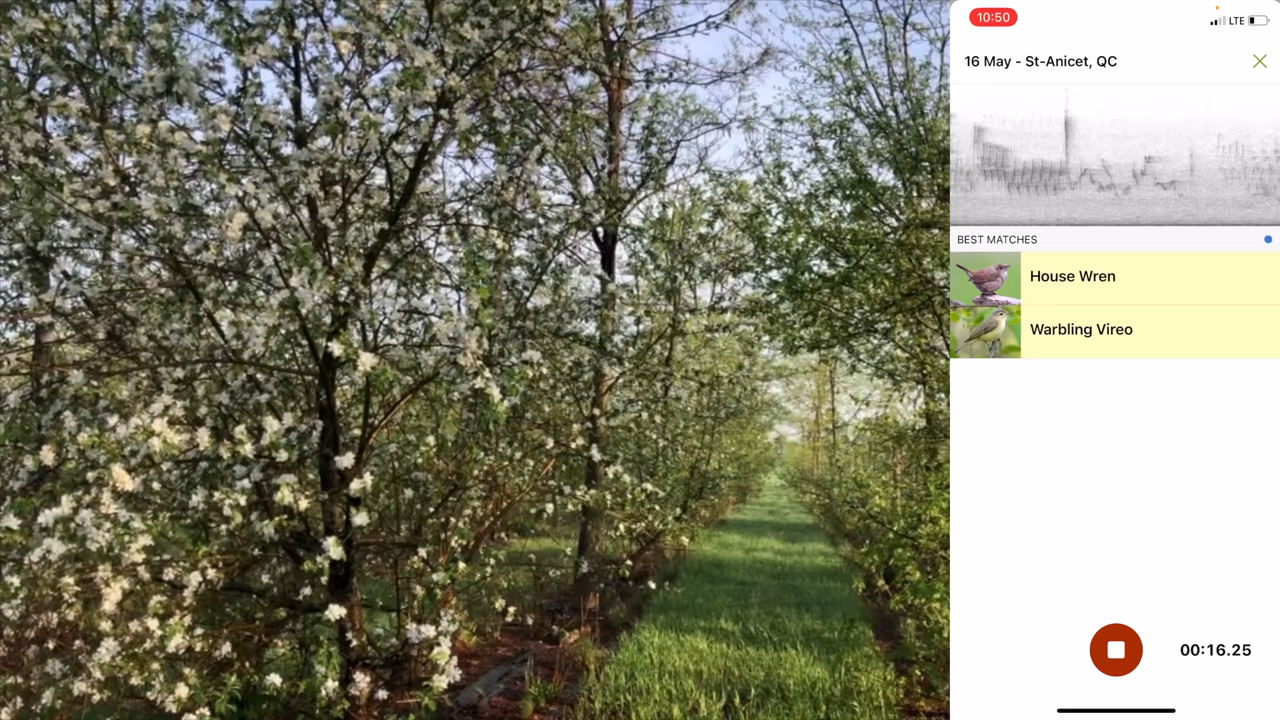 10:50
LTE
16 May - St-Anicet, QC
BEST MATCHES
House Wren
Warbling Vireo
00:16.25